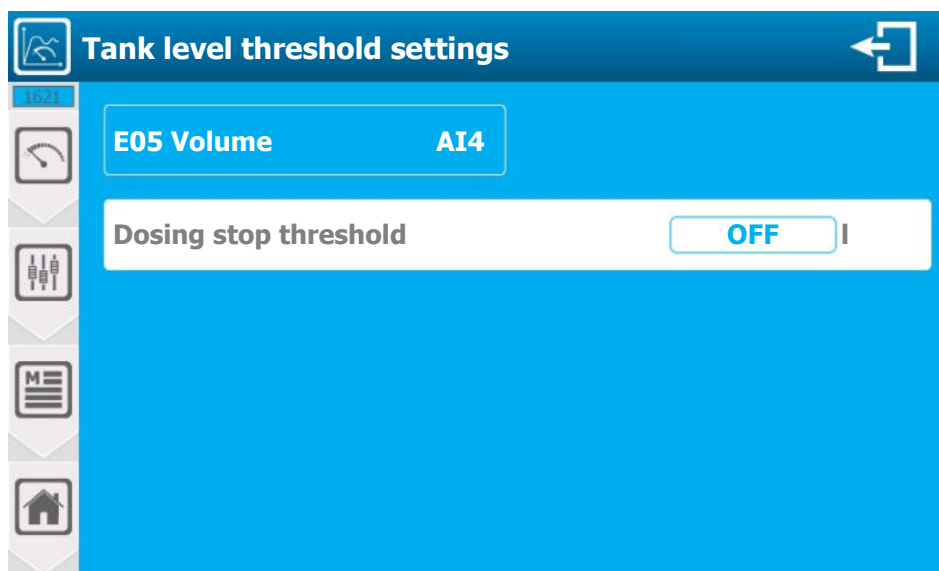 Tank level threshold settings
1621
E05 Volume AI4
Dosing stop threshold OFF l
M